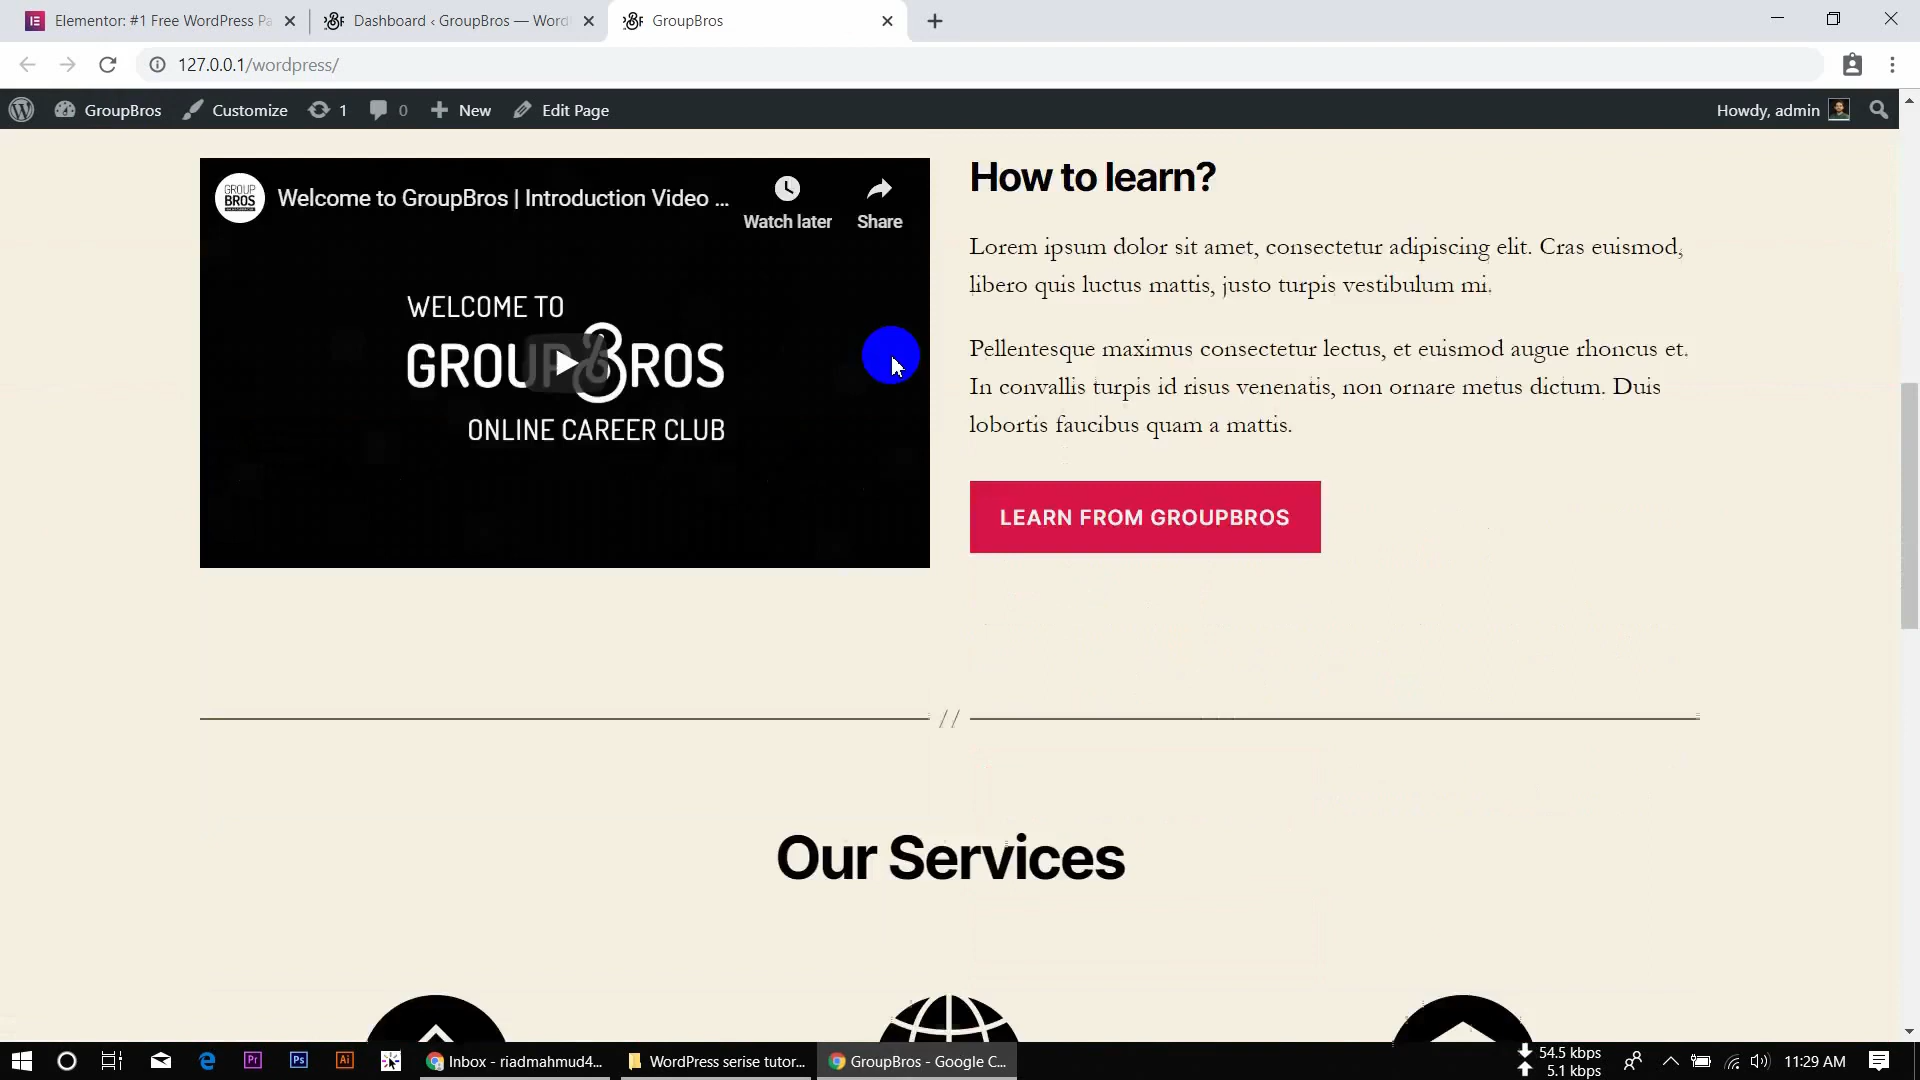 Elementor: #1 Free WordPress Pa
Dashboard ‹ GroupBros — Word
GroupBros
127.0.0.1/wordpress/
GroupBros
Customize
1
0
New
Edit Page
Howdy, admin
GROUP
BROS
Welcome to GroupBros | Introduction Video ...
Watch later
Share
WELCOME TO
GROUPBROS
ONLINE CAREER CLUB
How to learn?
Lorem ipsum dolor sit amet, consectetur adipiscing elit. Cras euismod,
libero quis luctus mattis, justo turpis vestibulum mi.
Pellentesque maximus consectetur lectus, et euismod augue rhoncus et.
In convallis turpis id risus venenatis, non ornare metus dictum. Duis
lobortis faucibus quam a mattis.
LEARN FROM GROUPBROS
//
Our Services
Pr
Ps
Ai
Inbox - riadmahmud4...
WordPress serise tutor...
GroupBros - Google C...
54.5 kbps
5.1 kbps
11:29 AM